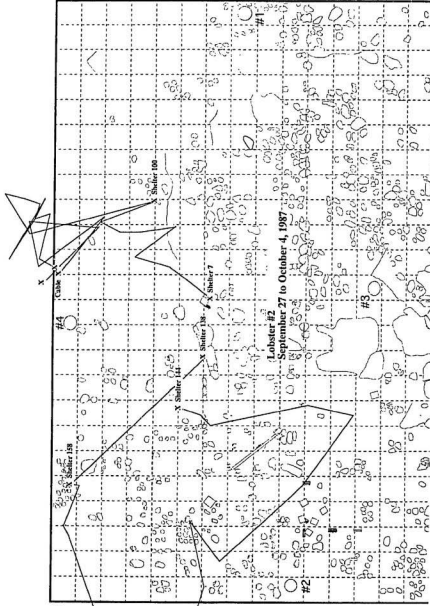 #1
Shelter 100
Cable
#4
Shelter 7
Shelter 138
Lobster #2
September 27 to October 4, 1987
#3
Shelter 144
Shelter 158
#2